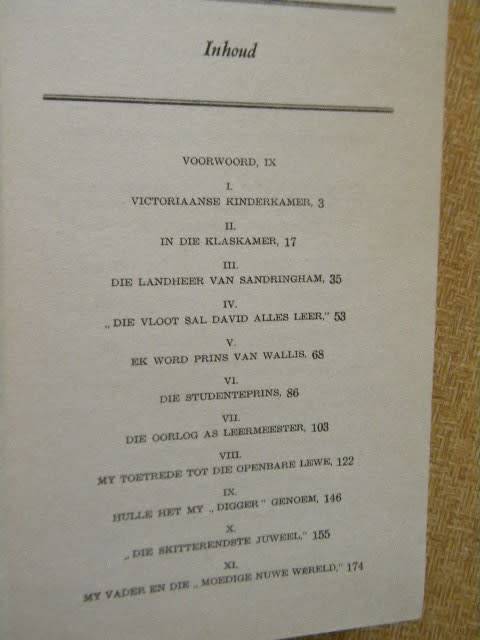 Inhoud
VOORWOORD, IX
I.
VICTORIAANSE KINDERKAMER, 3
II.
IN DIE KLASKAMER, 17
III.
DIE LANDHEER VAN SANDRINGHAM, 35
IV.
„DIE VLOOT SAL DAVID ALLES LEER,” 53
V.
EK WORD PRINS VAN WALLIS, 68
VI.
DIE STUDENTEPRINS, 86
VII.
DIE OORLOG AS LEERMEESTER, 103
VIII.
MY TOETREDE TOT DIE OPENBARE LEWE, 122
IX.
HULLE HET MY „DIGGER” GENOEM, 146
X.
„DIE SKITTERENDSTE JUWEEL,” 155
XI.
MY VADER EN DIE „MOEDIGE NUWE WERELD,” 174